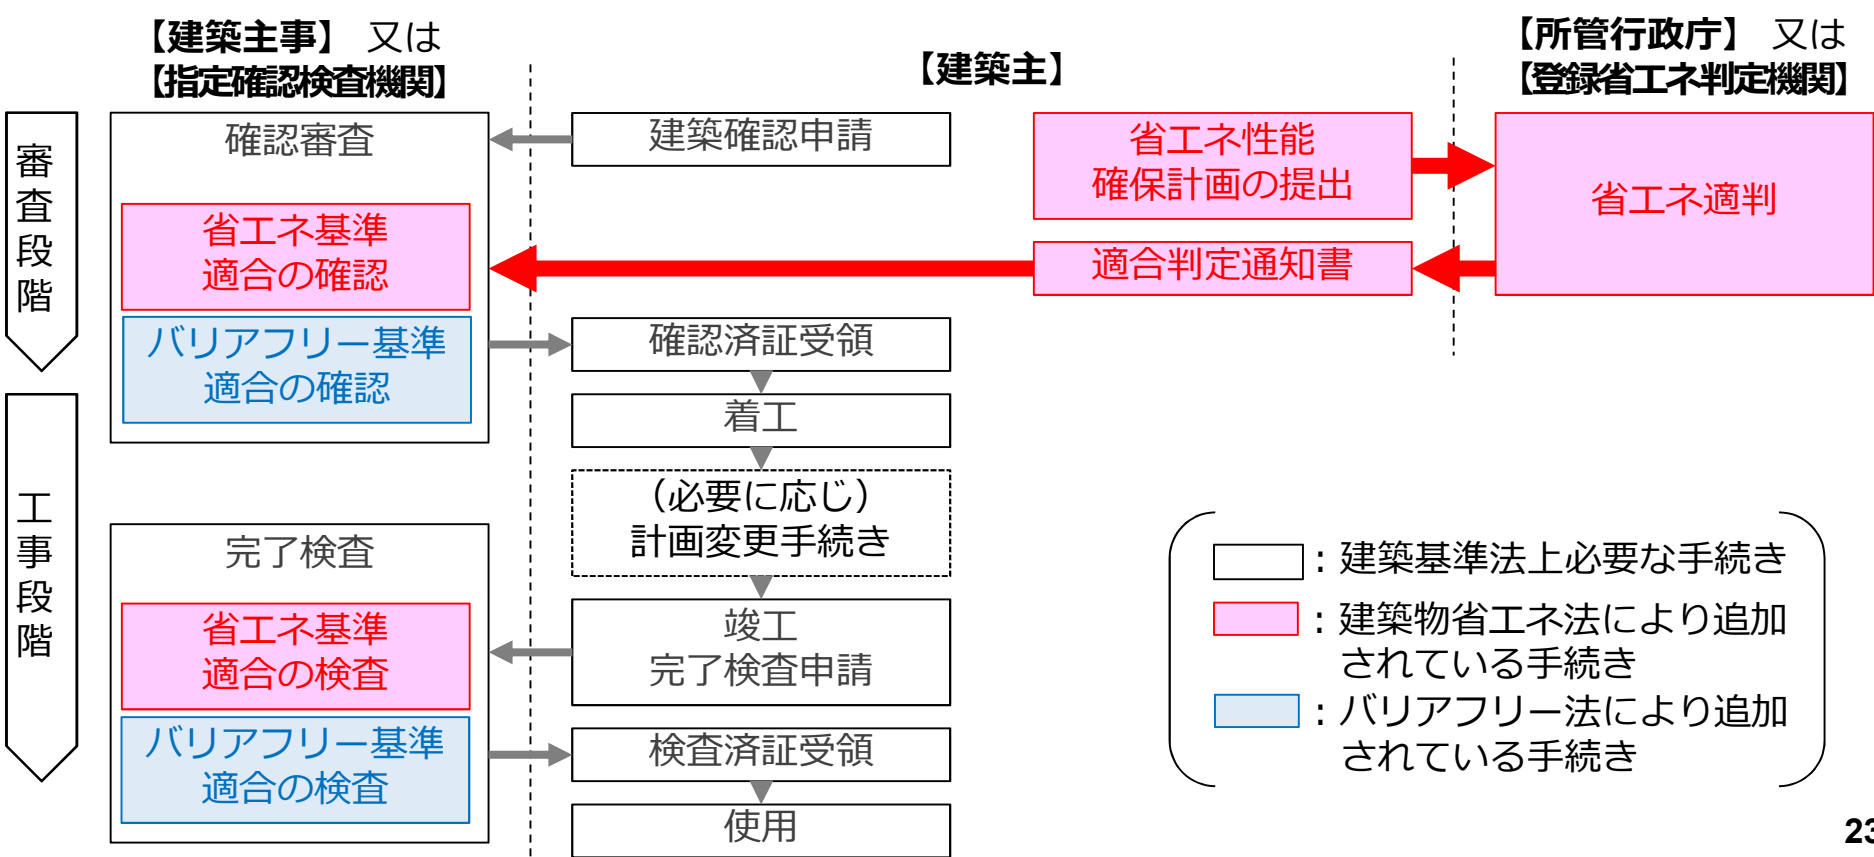 【建築主事】 又は
【指定確認検査機関】
【建築主】
【所管行政庁】 又は
【登録省エネ判定機関】
審査段階
確認審査
建築確認申請
省エネ性能
確保計画の提出
省エネ適判
省エネ基準
適合の確認
適合判定通知書
バリアフリー基準
適合の確認
確認済証受領
着工
(必要に応じ)
計画変更手続き
工事段階
完了検査
省エネ基準
適合の検査
竣工
完了検査申請
バリアフリー基準
適合の検査
検査済証受領
使用
:建築基準法上必要な手続き
:建築物省エネ法により追加
されている手続き
:バリアフリー法により追加
されている手続き
23